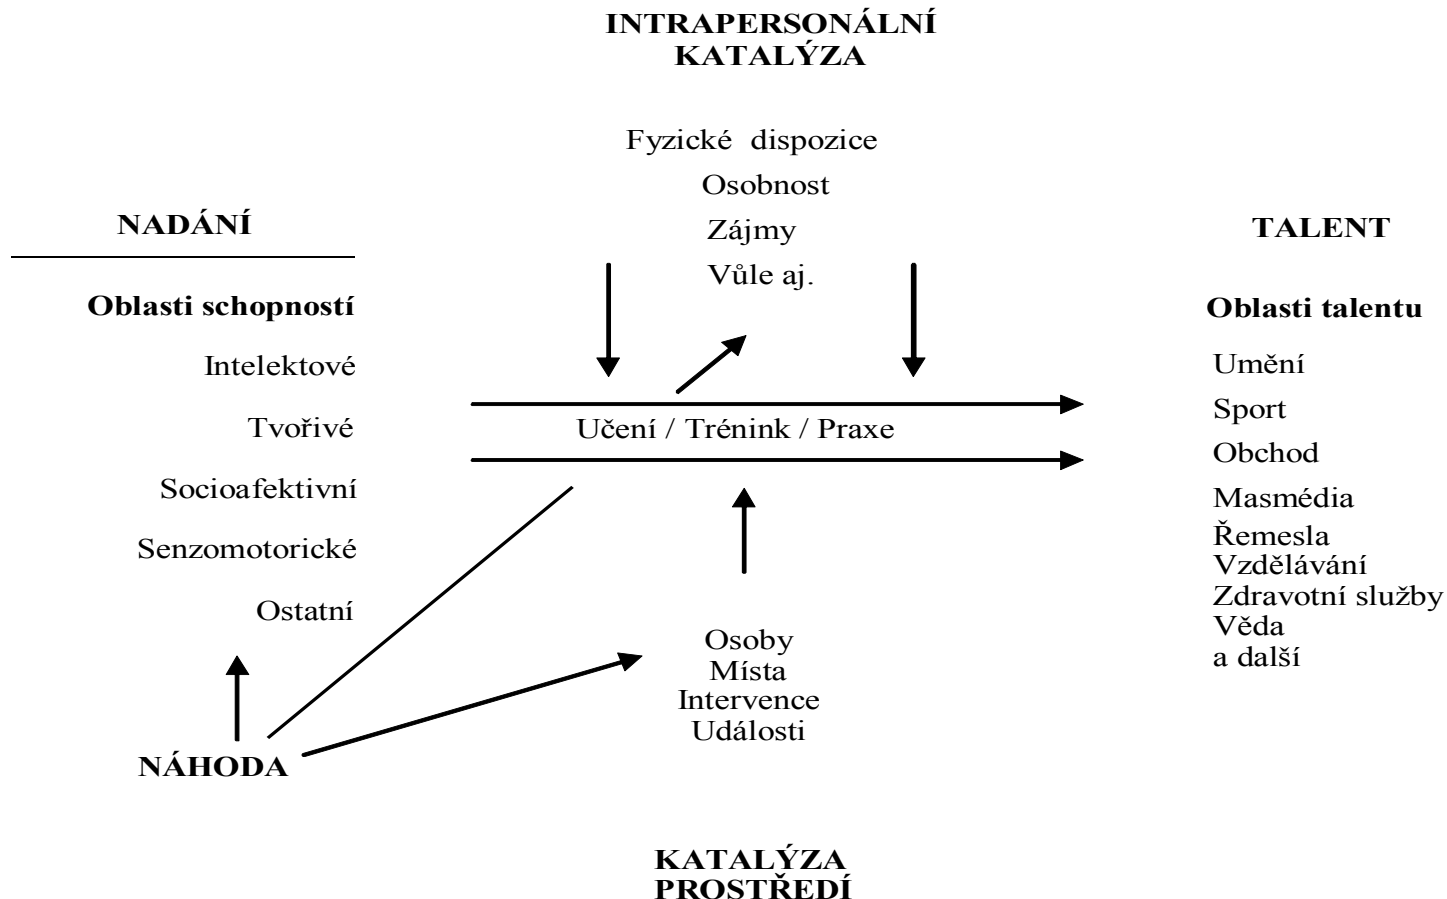 INTRAPERSONÁLNÍ
KATALÝZA
Fyzické dispozice
Osobnost
Zájmy
Vůle aj.
NADÁNÍ
Oblasti schopností
Intelektové
Tvořivé
Socioafektivní
Senzomotorické
Ostatní
NÁHODA
Učení / Trénink / Praxe
Osoby
Místa
Intervence
Události
KATALÝZA
PROSTŘEDÍ
TALENT
Oblasti talentu
Umění
Sport
Obchod
Masmédia
Řemesla
Vzdělávání
Zdravotní služby
Věda
a další